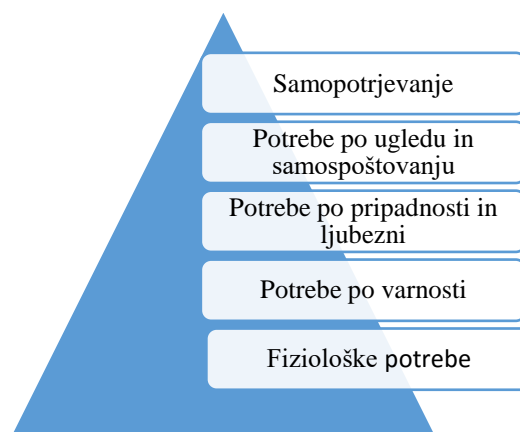 Samopotrjevanje
Potrebe po ugledu in
samospoštovanju
Potrebe po pripadnosti in
ljubezni
Potrebe po varnosti
Fiziološke potrebe